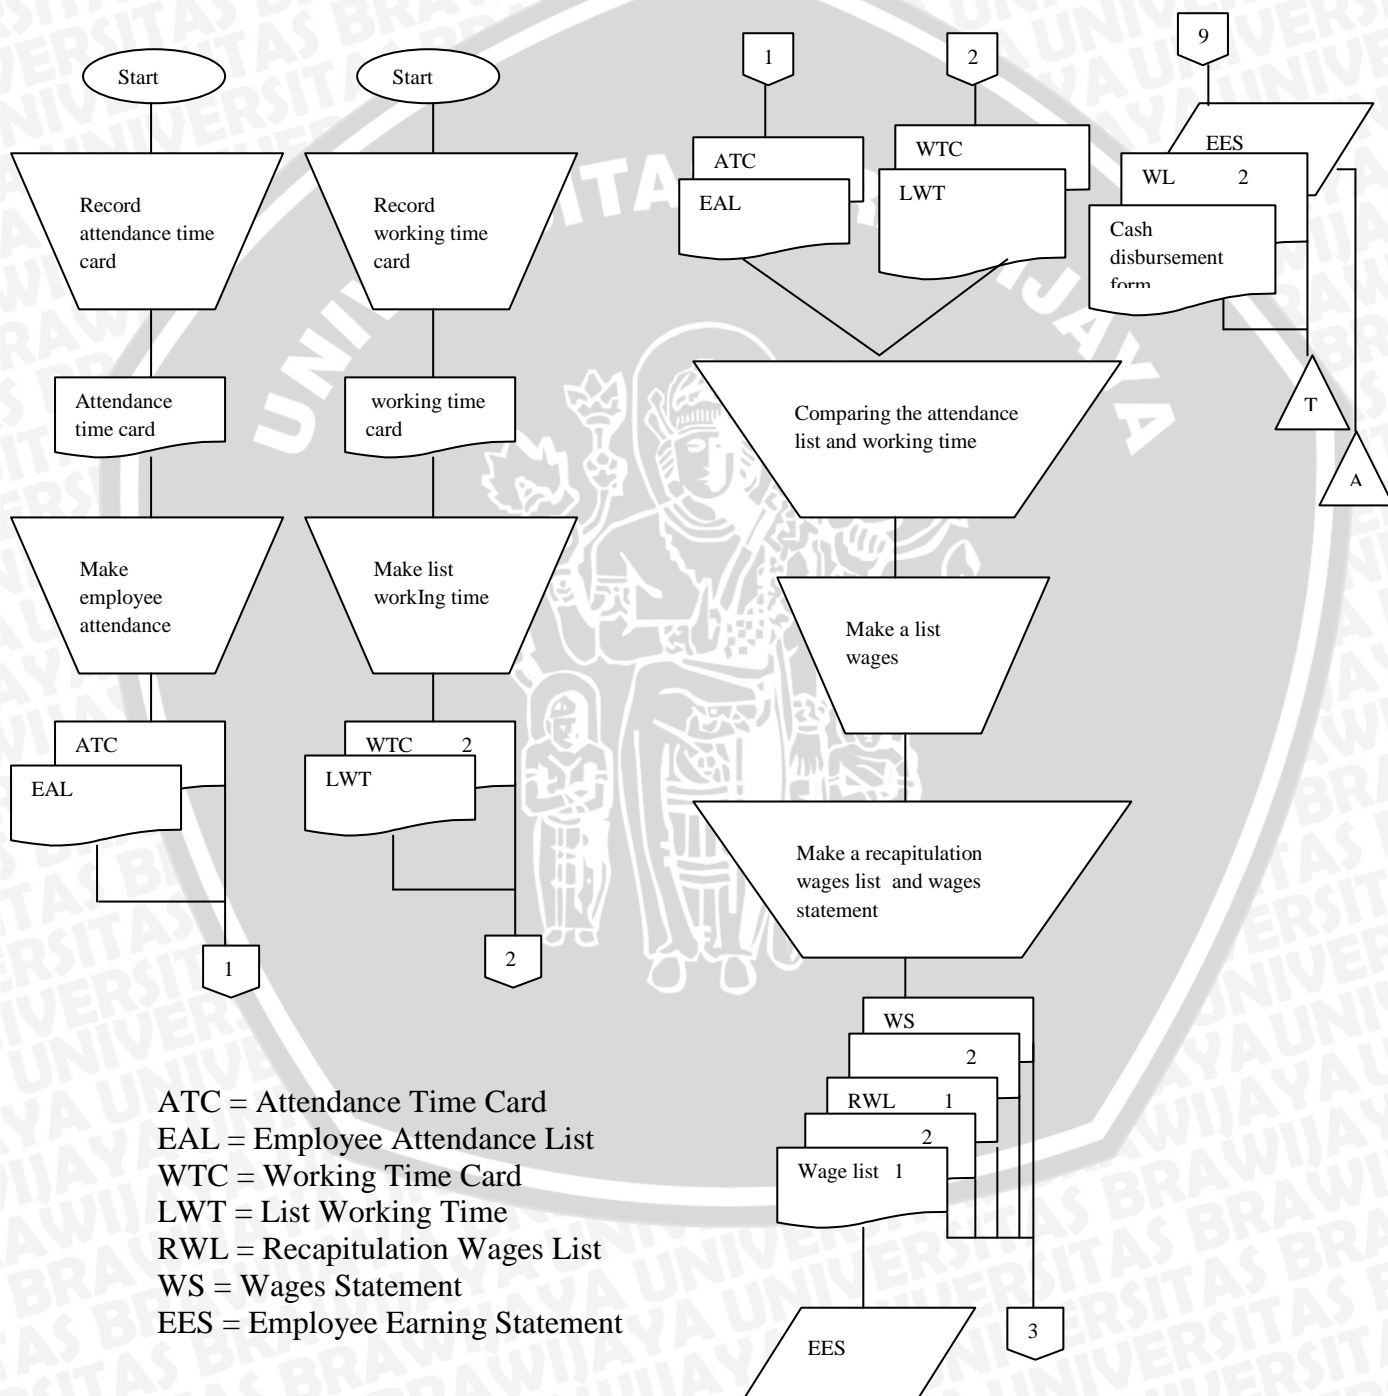 Start
Record
attendance time
card
Attendance
time card
Make
employee
attendance
ATC
EAL
1
Start
Record
working time
card
working time
card
Make list
workIng time
WTC 2
LWT
2
1
ATC
EAL
2
WTC
LWT
Comparing the attendance
list and working time
Make a list
wages
Make a recapitulation
wages list and wages
statement
WS
2
RWL 1
2
Wage list 1
EES
3
9
EES
WL 2
Cash
disbursement
form
T
A
ATC = Attendance Time Card
EAL = Employee Attendance List
WTC = Working Time Card
LWT = List Working Time
RWL = Recapitulation Wages List
WS = Wages Statement
EES = Employee Earning Statement
UNIVERSITAS BRAWIJAYA